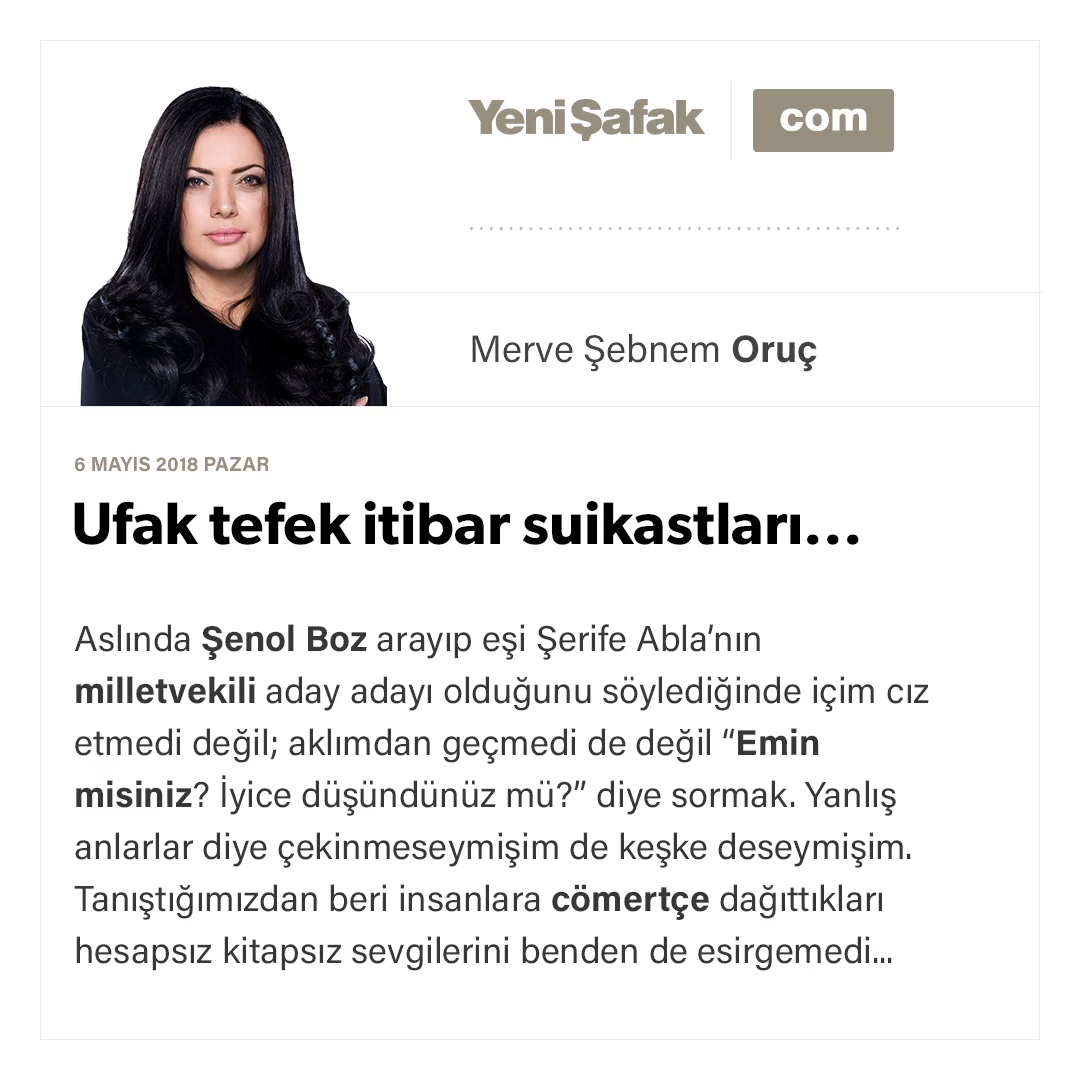 YeniŞafak com
Merve Şebnem Oruç
6 MAYIS 2018 PAZAR
Ufak tefek itibar suikastları...
Aslında Şenol Boz arayıp eşi Şerife Abla’nın
milletvekili aday adayı olduğunu söylediğinde içim cız
etmedi değil; aklımdan geçmedi de değil “Emin
misiniz? İyice düşündünüz mü?” diye sormak. Yanlış
anlarlar diye çekinmeseymişim de keşke deseymişim.
Tanıştığımızdan beri insanlara cömertçe dağıttıkları
hesapsız kitapsız sevgilerini benden de esirgemedi...